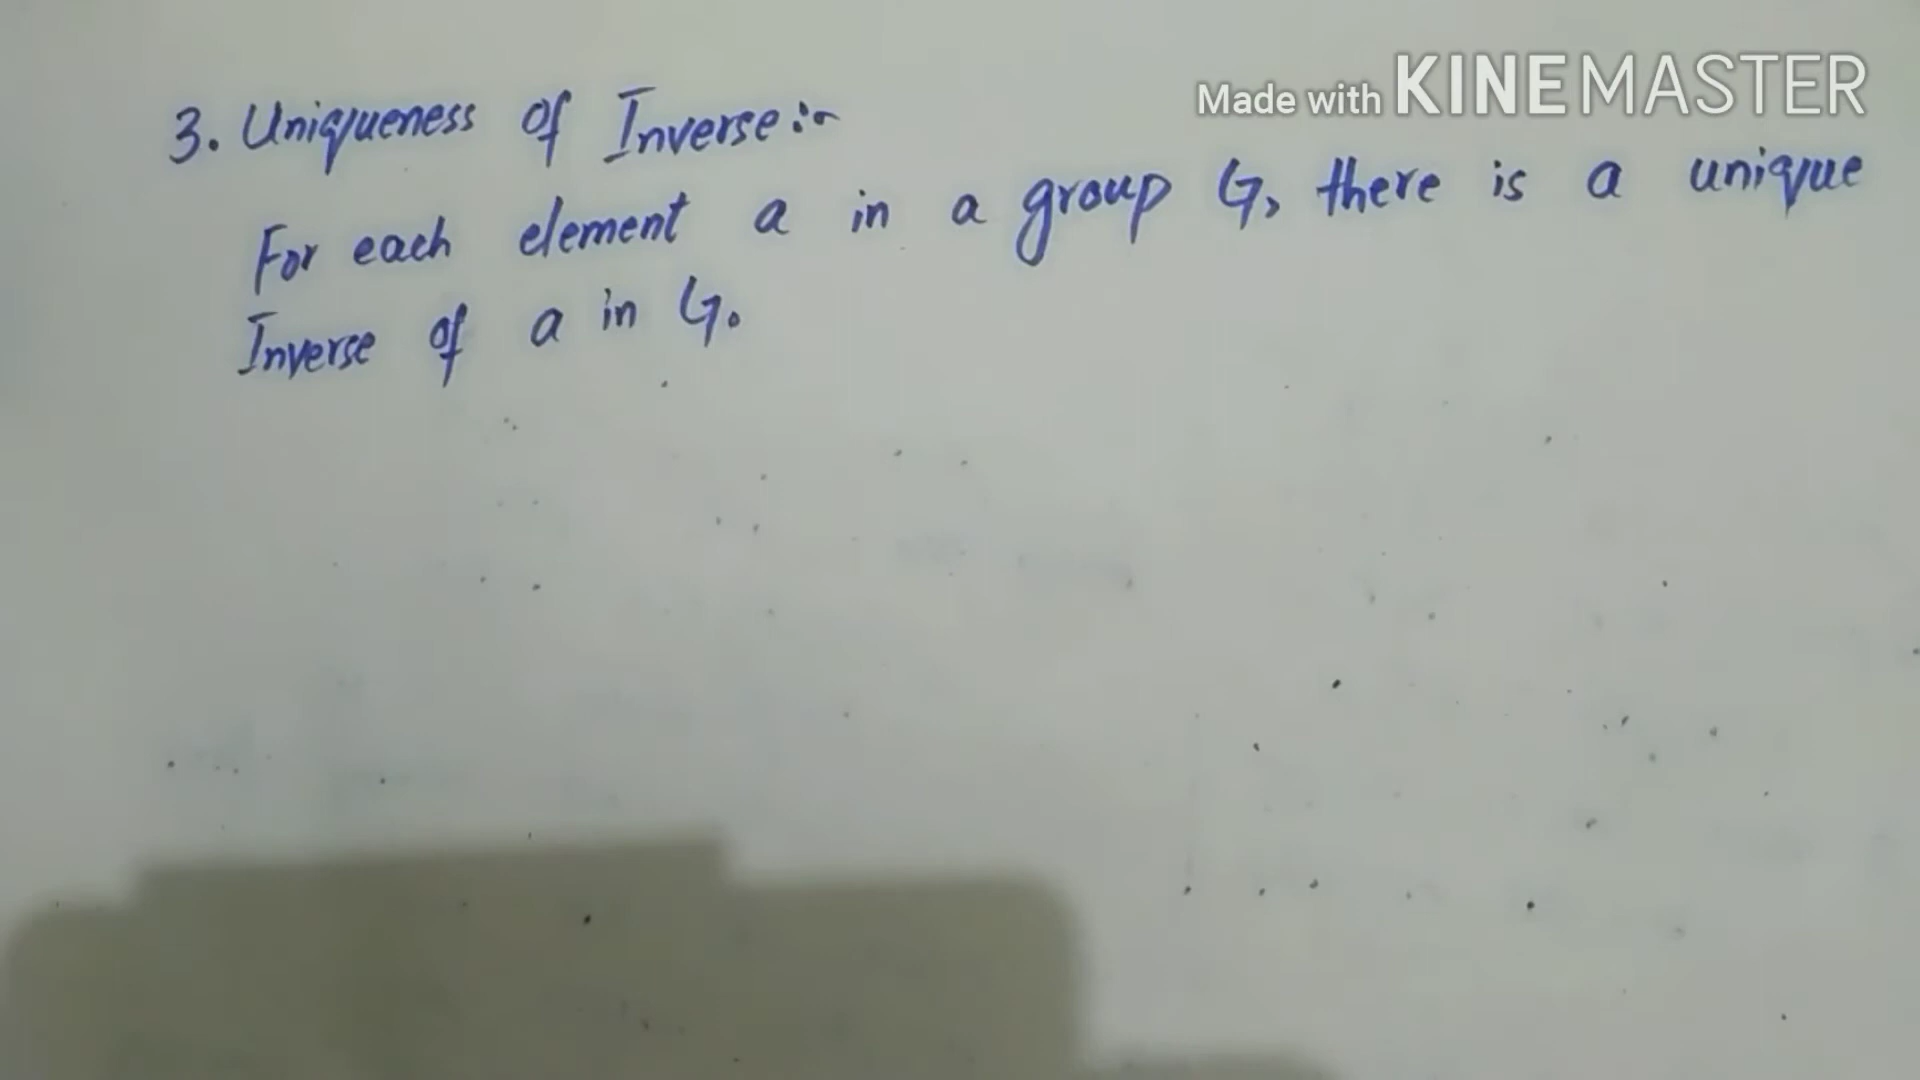 Made with KINEMASTER
3. Uniqueness of Inverse :-
For each element a in a group G, there is a unique
Inverse of a in G.